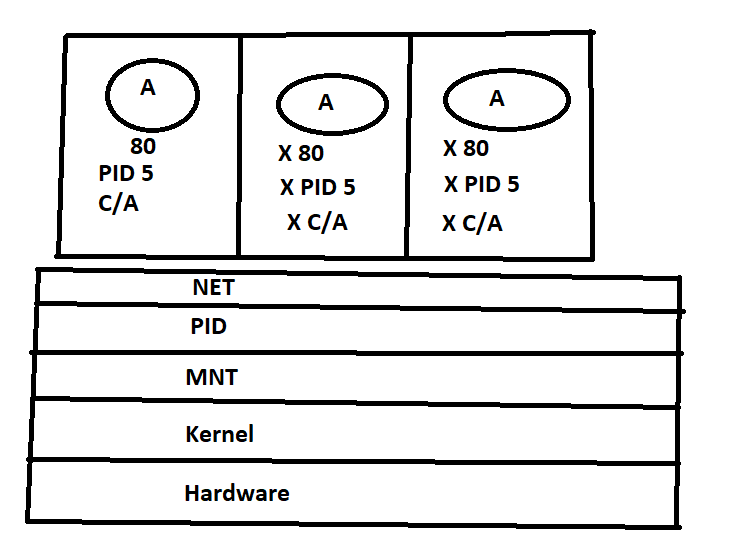 A
80
PID 5
C/A
A
X 80
X PID 5
X C/A
A
X 80
X PID 5
X C/A
NET
PID
MNT
Kernel
Hardware